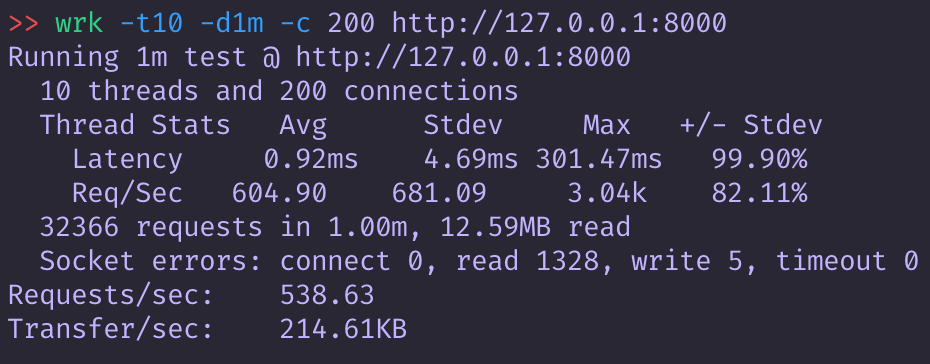 >> wrk -t10 -d1m -c 200 http://127.0.0.1:8000
Running 1m test @ http://127.0.0.1:8000
  10 threads and 200 connections
  Thread Stats   Avg      Stdev     Max   +/- Stdev
    Latency     0.92ms    4.69ms 301.47ms   99.90%
    Req/Sec   604.90    681.09     3.04k    82.11%
  32366 requests in 1.00m, 12.59MB read
  Socket errors: connect 0, read 1328, write 5, timeout 0
Requests/sec:    538.63
Transfer/sec:    214.61KB